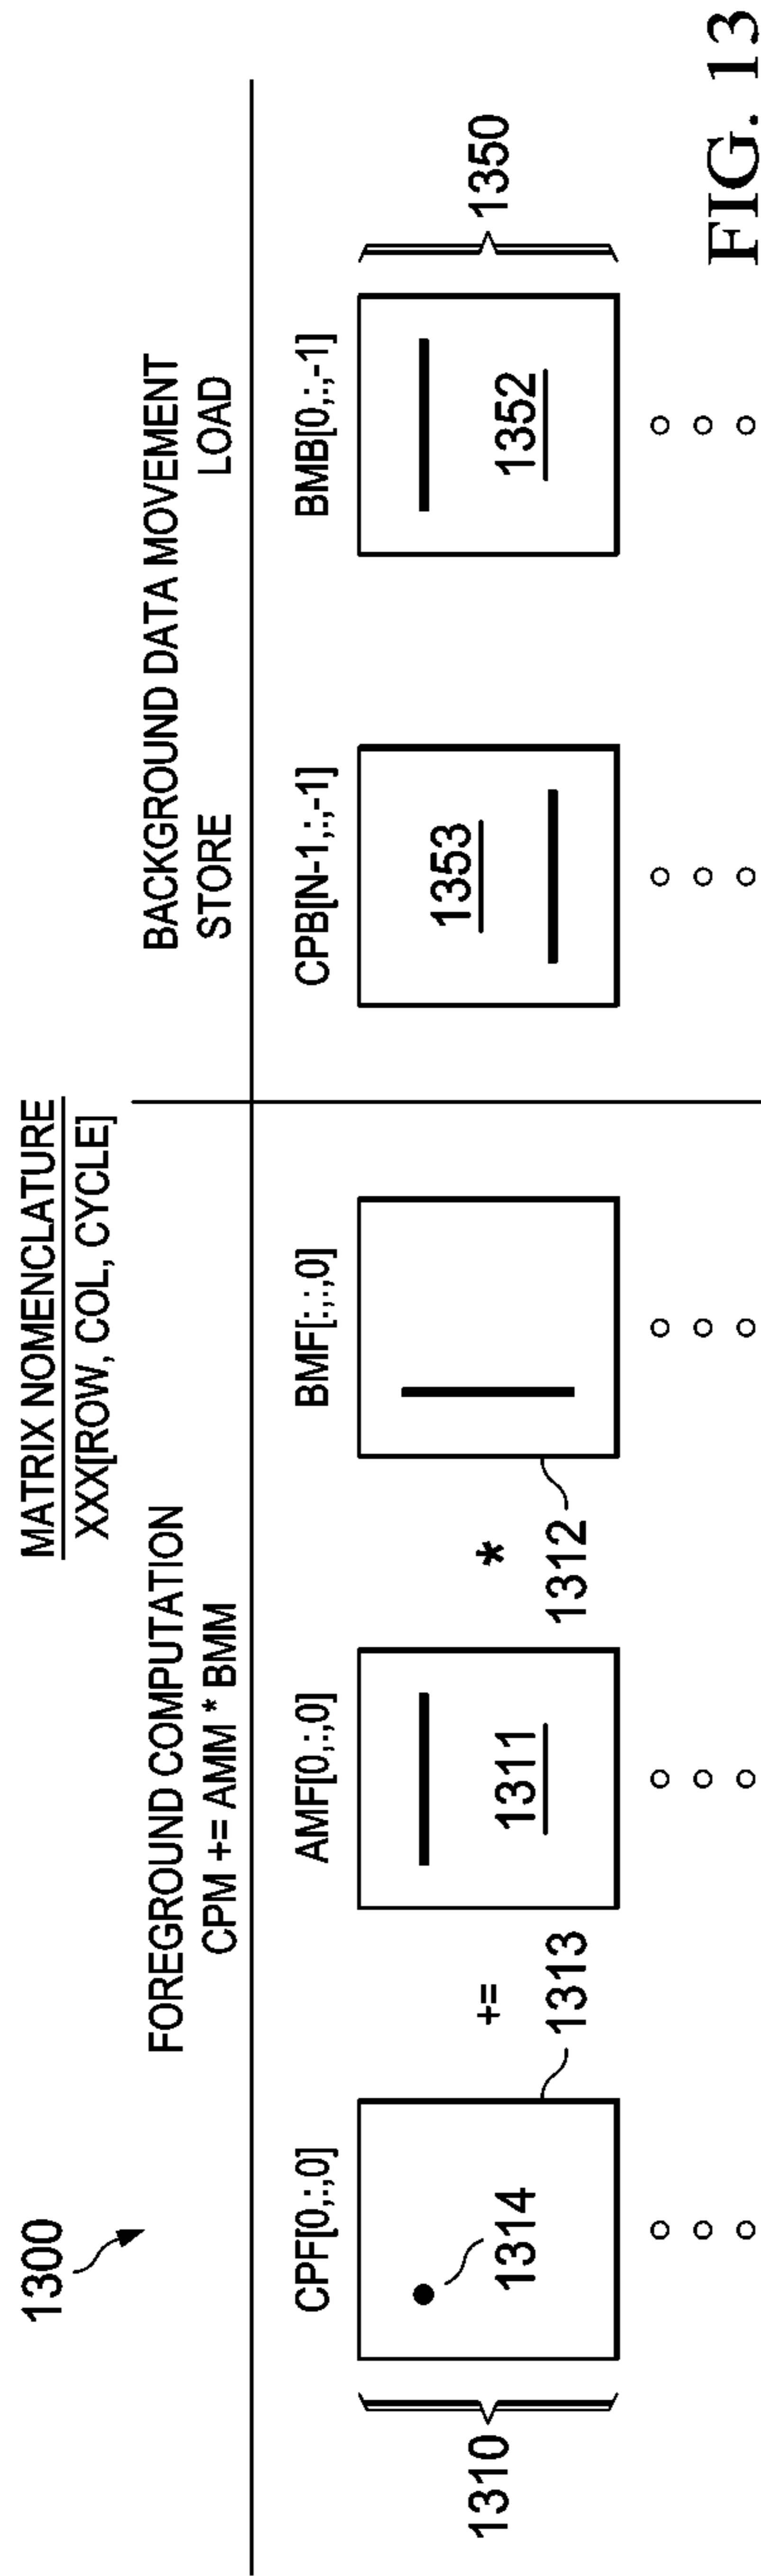 1300
MATRIX NOMENCLATURE
XXX[ROW, COL, CYCLE]
FOREGROUND COMPUTATION
CPM += AMM * BMM
BACKGROUND DATA MOVEMENT
STORE LOAD
CPF[0,:,0] AMF[0,:,0] BMF[:,:,0] CPB[N-1,:,-1] BMB[0,:,-1]
1310 1314 += 1313 1311 * 1312 1353 1352 1350
FIG. 13